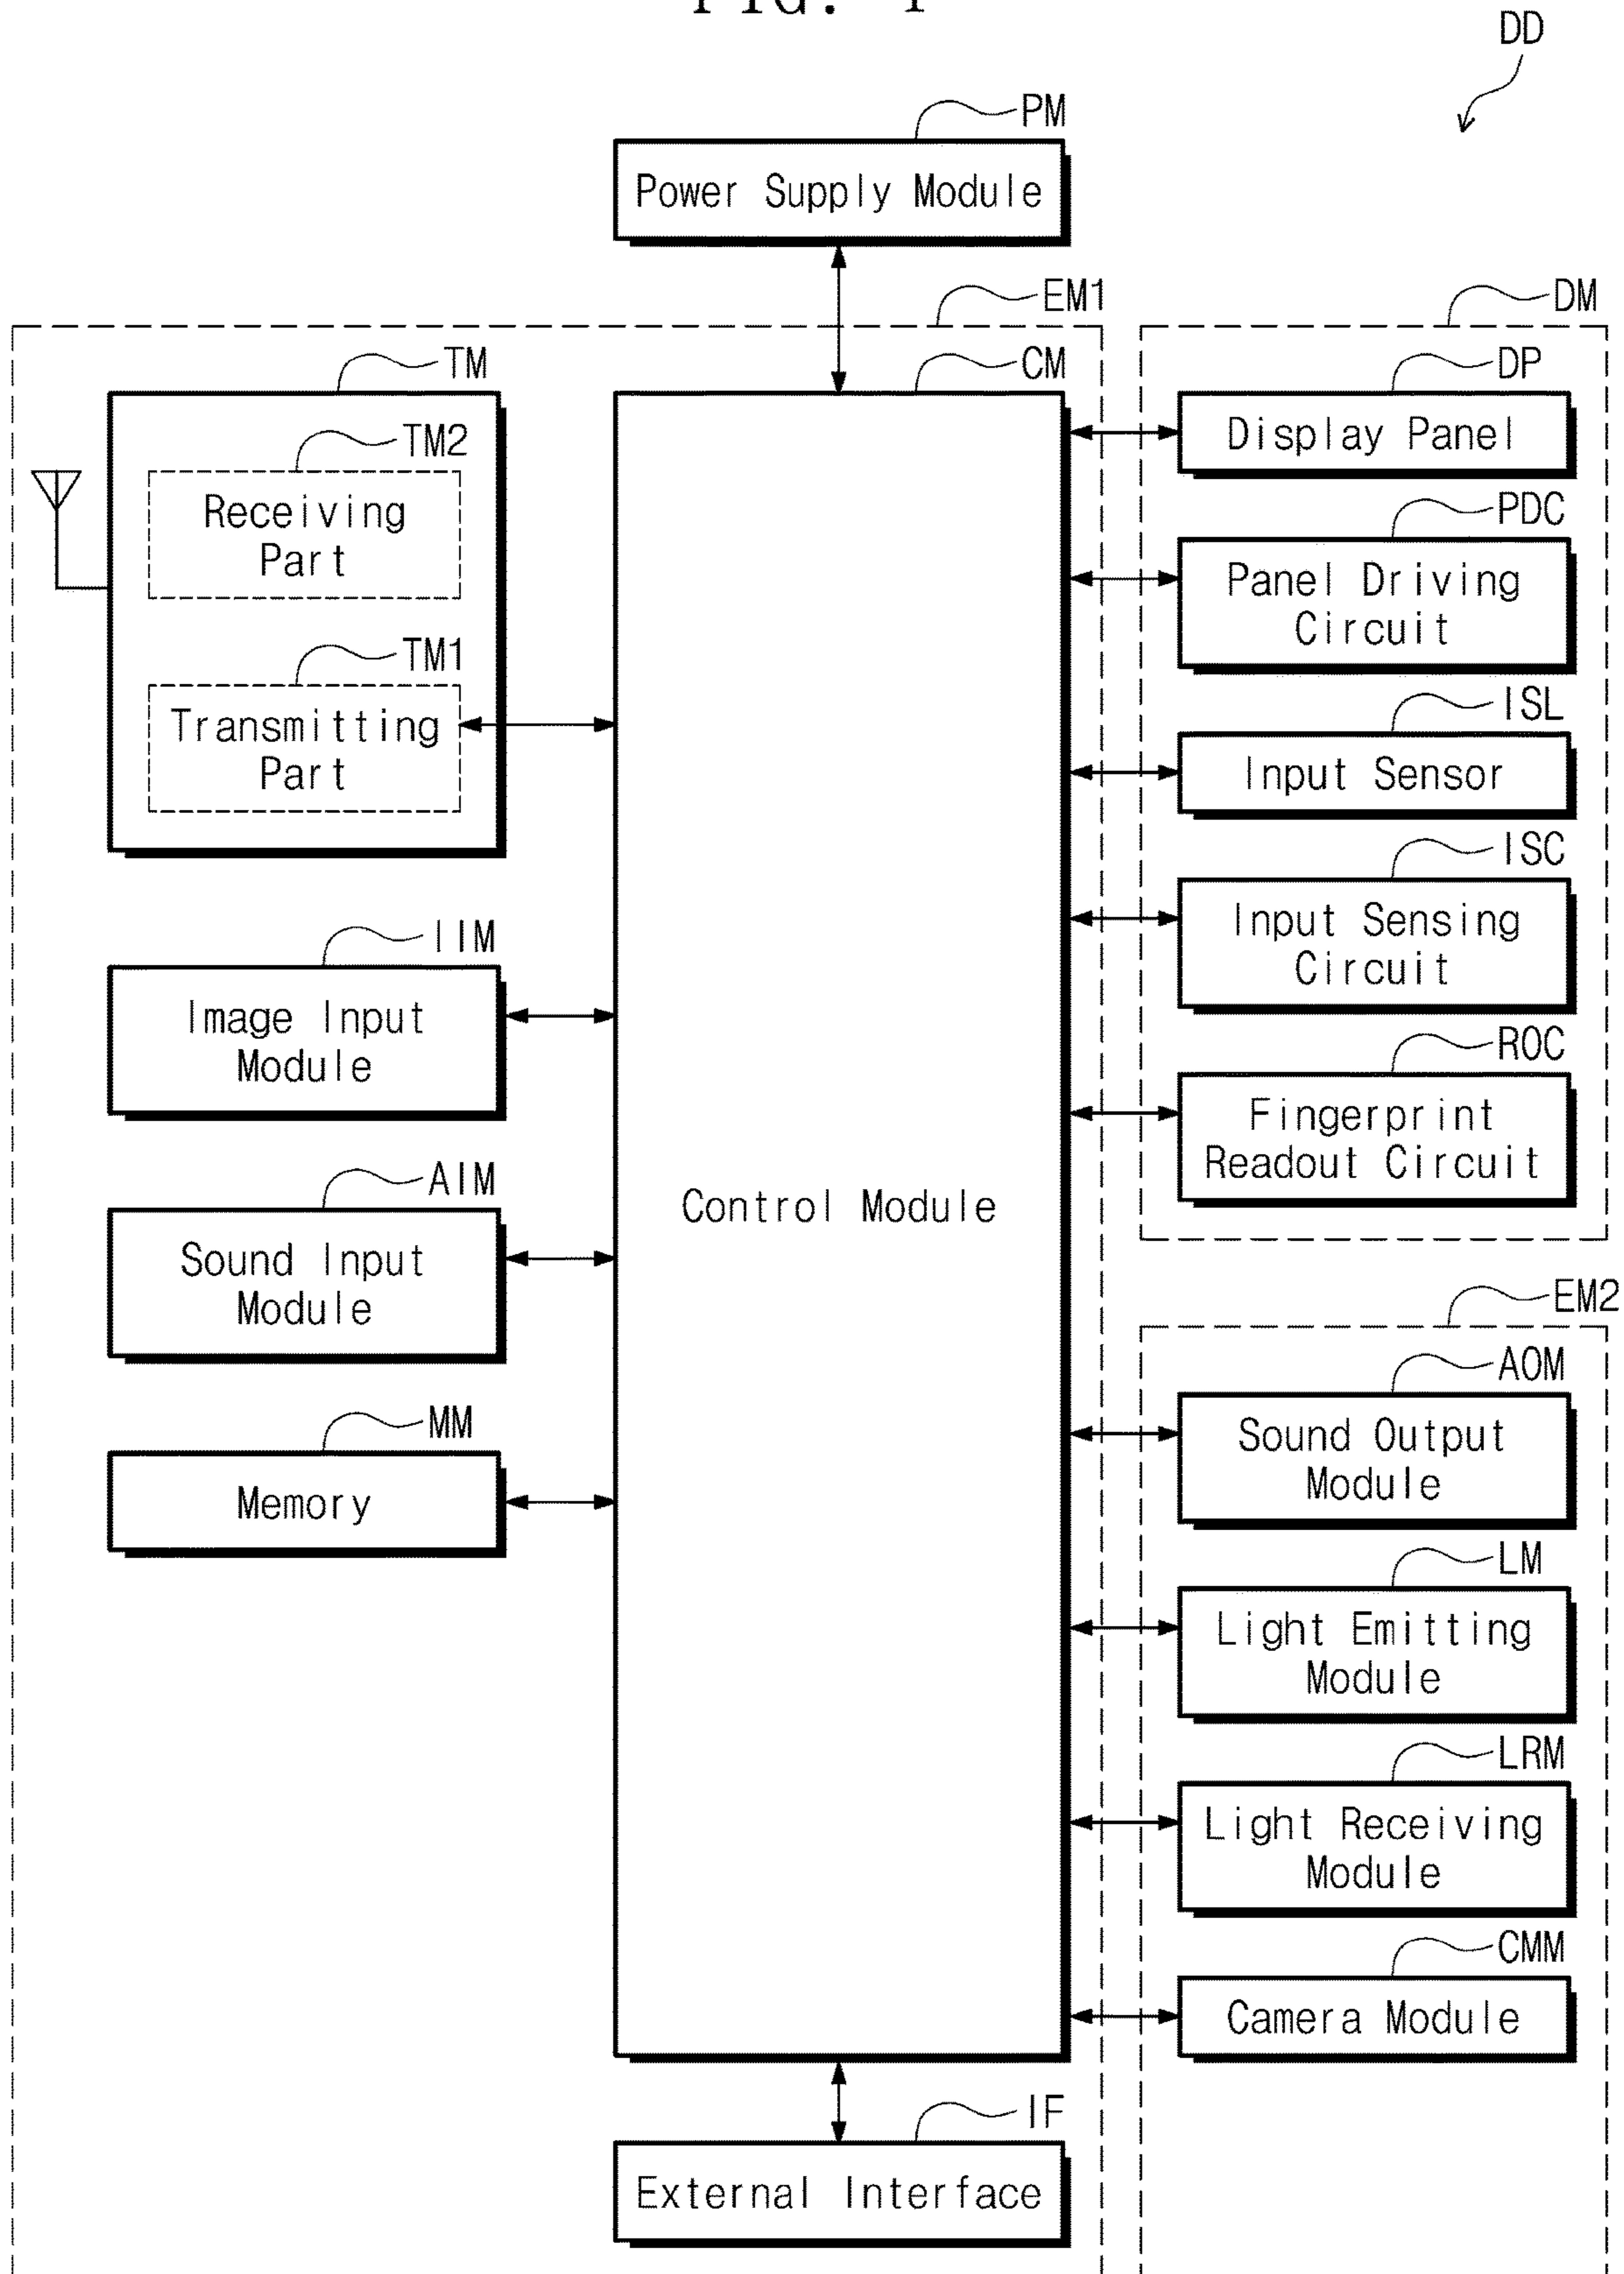 DD
PM
Power Supply Module
EM1
DM
TM
CM
DP
Display Panel
TM2
Receiving
Part
PDC
Panel Driving
Circuit
TM1
Transmitting
Part
ISL
Input Sensor
ISC
Input Sensing
Circuit
IIM
Image Input
Module
ROC
Fingerprint
Readout Circuit
AIM
Sound Input
Module
Control Module
EM2
AOM
Sound Output
Module
MM
Memory
LM
Light Emitting
Module
LRM
Light Receiving
Module
CMM
Camera Module
IF
External Interface